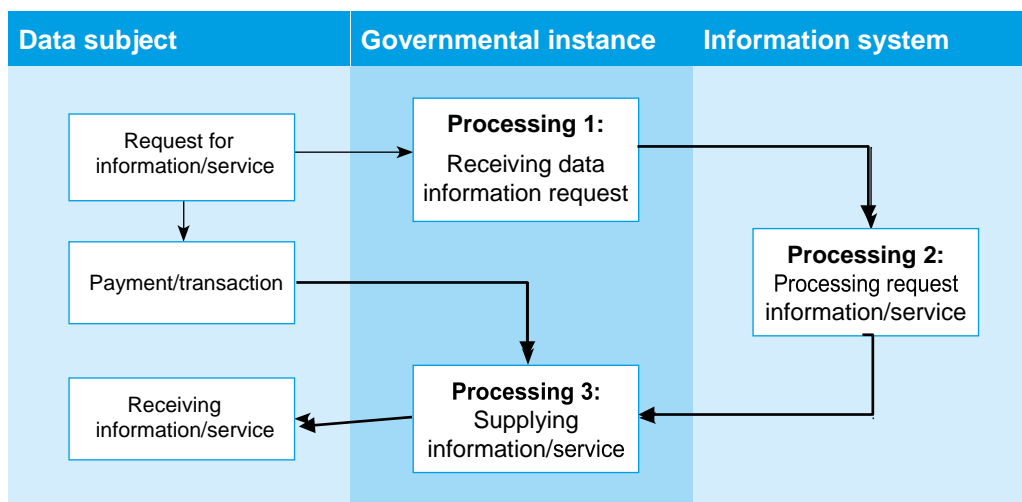 Data subject
Governmental instance
Information system
Request for
information/service
Processing 1:
Receiving data
information request
Payment/transaction
Processing 2:
Processing request
information/service
Receiving
information/service
Processing 3:
Supplying
information/service